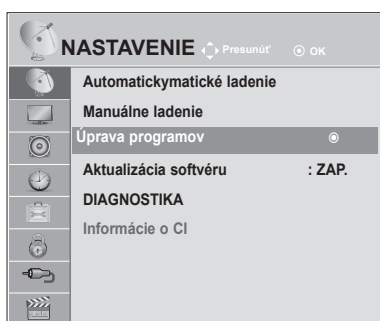 NASTAVENIE Presunúť OK
Automatickymatické ladenie
Manuálne ladenie
Úprava programov
Aktualizácia softvéru : ZAP.
DIAGNOSTIKA
Informácie o CI